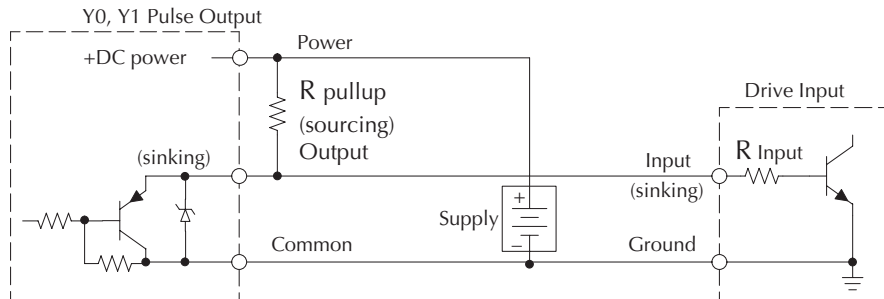 Y0, Y1 Pulse Output
+DC power
Power
R pullup
(sourcing)
Output
Drive Input
(sinking)
Input
(sinking)
R Input
+
Supply
–
Common
Ground